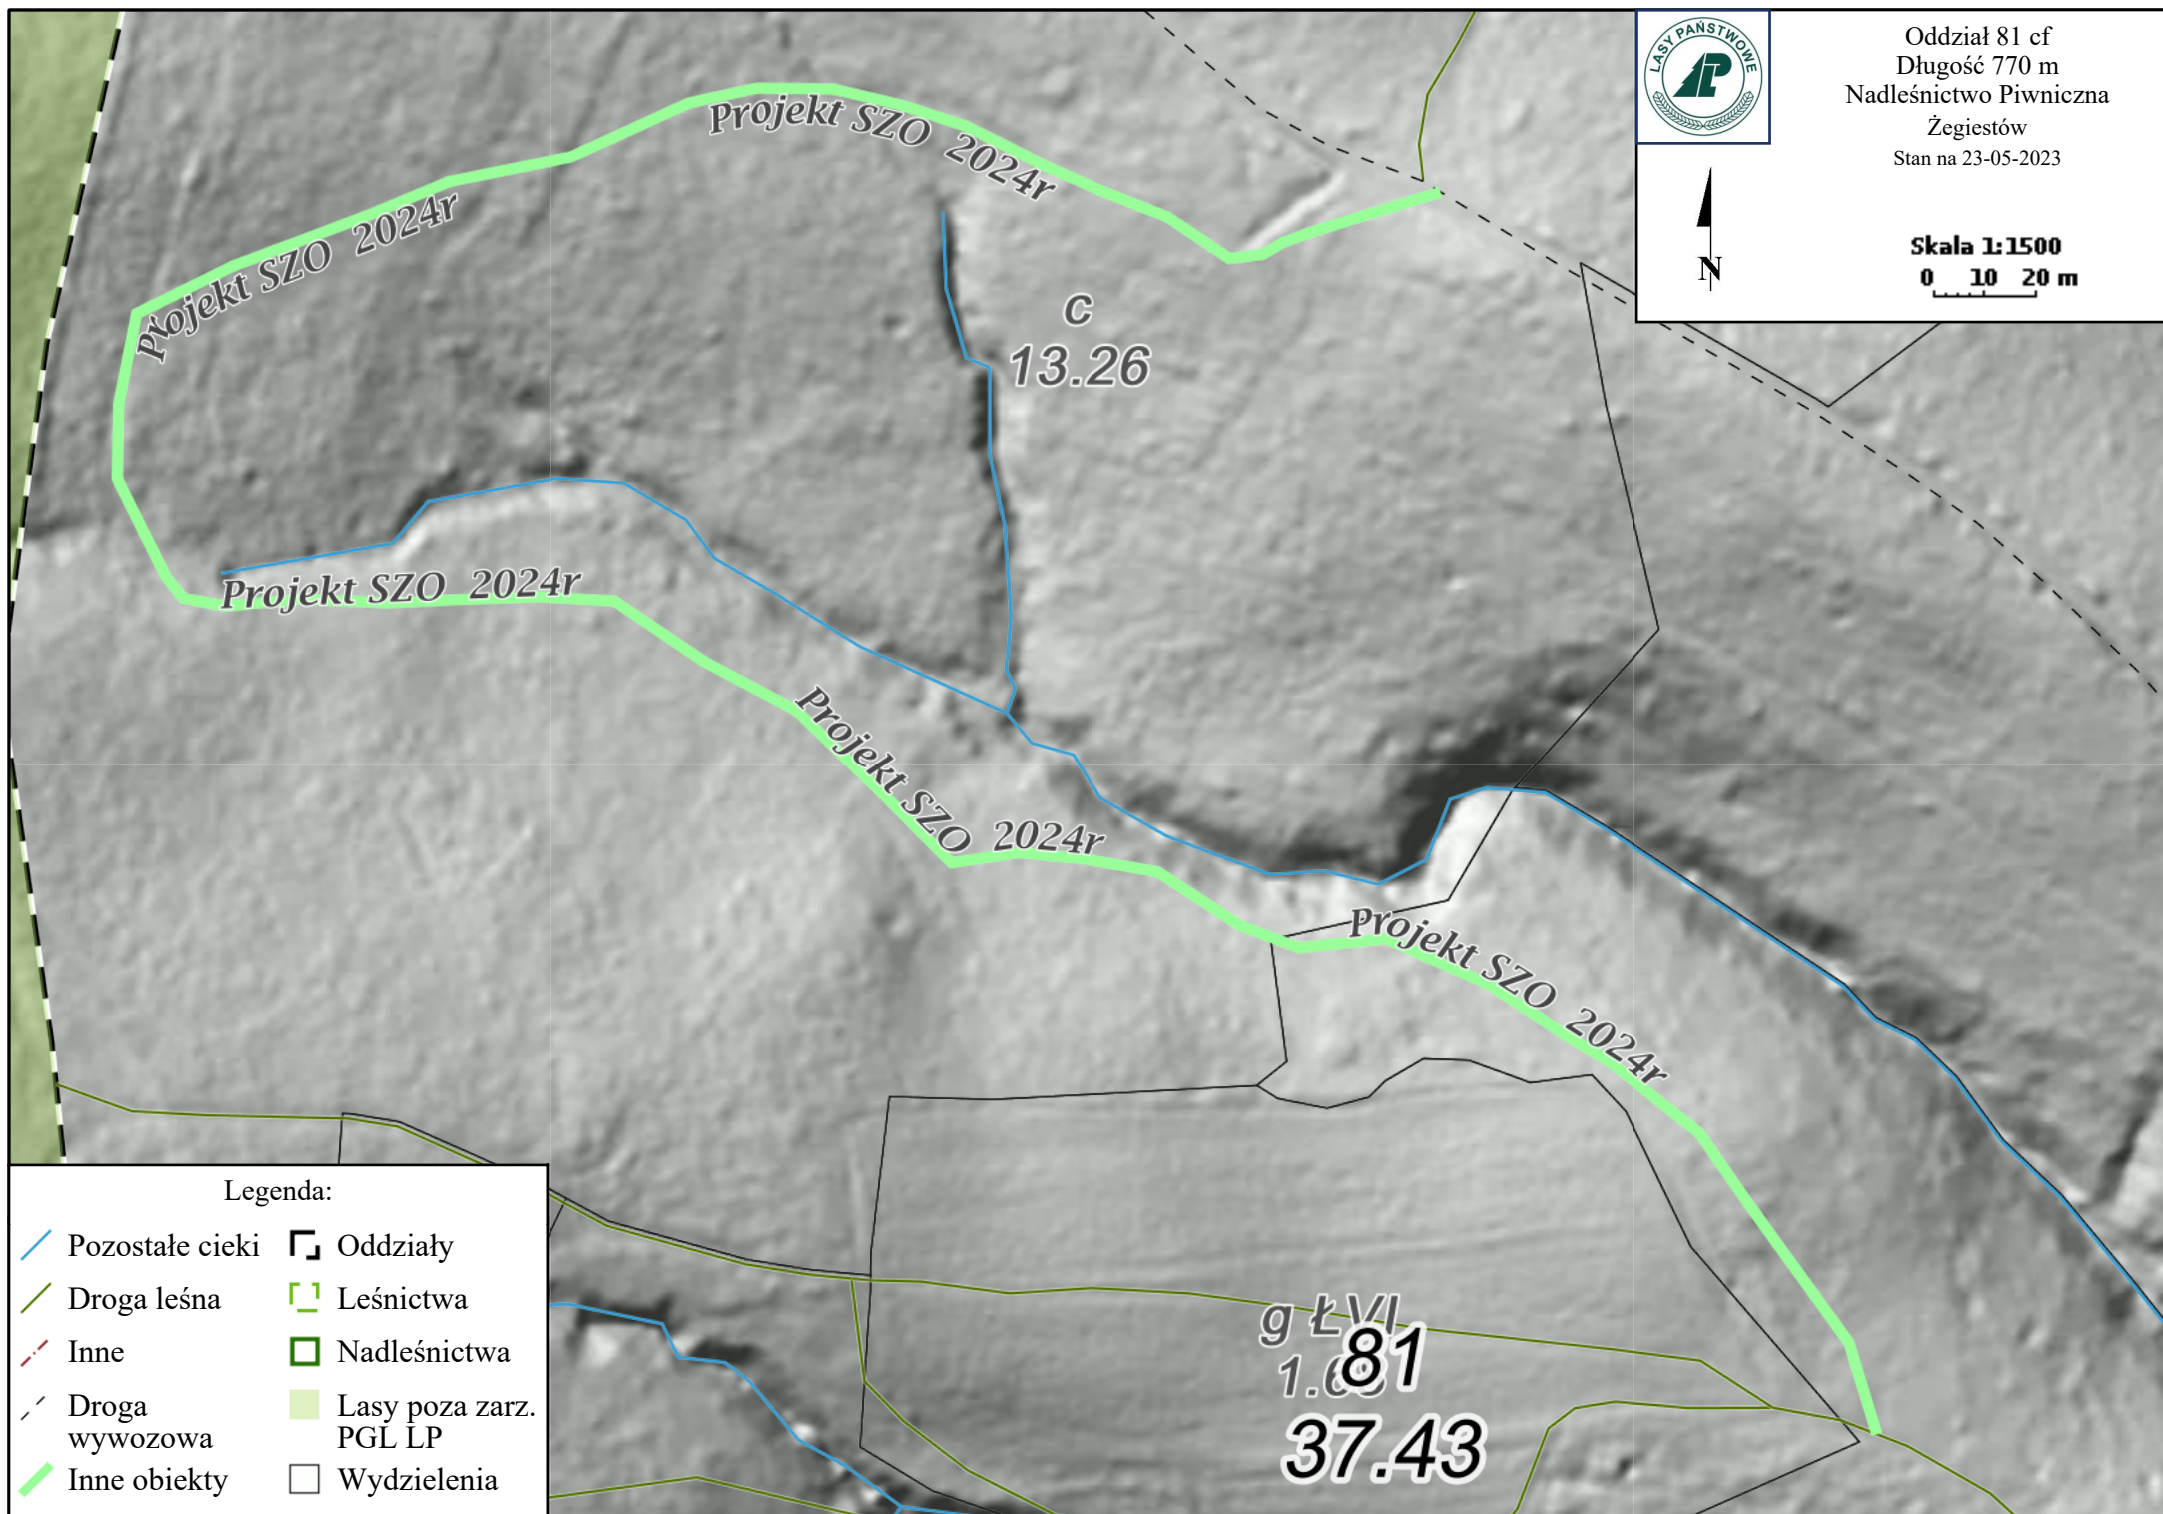 LASY PAŃSTWOWE
Oddział 81 cf
Długość 770 m
Nadleśnictwo Piwniczna
Żegiestów
Stan na 23-05-2023
N
Skala 1:1500
0 10 20 m
Projekt SZO 2024r
Projekt SZO 2024r
c
13.26
Projekt SZO 2024r
Projekt SZO 2024r
Projekt SZO 2024r
g ŁVI
81
37.43
Legenda:
Pozostałe cieki
Droga leśna
Inne
Droga
wywozowa
Inne obiekty
Oddziały
Leśnictwa
Nadleśnictwa
Lasy poza zarz.
PGL LP
Wydzielenia